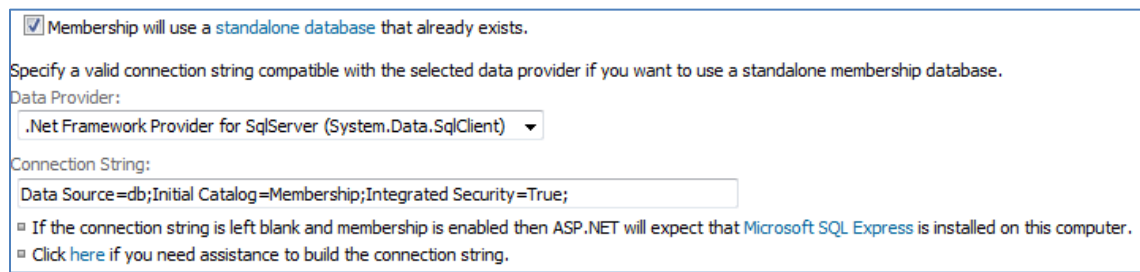 Membership will use a standalone database that already exists.
Specify a valid connection string compatible with the selected data provider if you want to use a standalone membership database.
Data Provider:
.Net Framework Provider for SqlServer (System.Data.SqlClient)
Connection String:
Data Source=db;Initial Catalog=Membership;Integrated Security=True;
If the connection string is left blank and membership is enabled then ASP.NET will expect that Microsoft SQL Express is installed on this computer.
Click here if you need assistance to build the connection string.